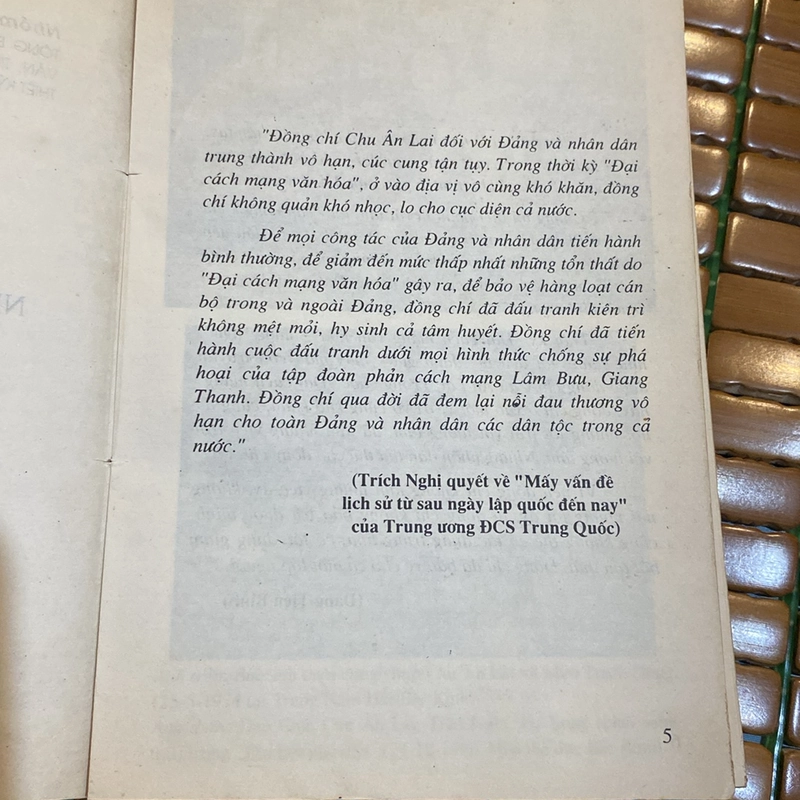 "Đồng chí Chu Ân Lai đối với Đảng và nhân dân
trung thành vô hạn, cúc cung tận tụy. Trong thời kỳ "Đại
cách mạng văn hóa", ở vào địa vị vô cùng khó khăn, đồng
chí không quản khó nhọc, lo cho cục diện cả nước.
Để mọi công tác của Đảng và nhân dân tiến hành
bình thường, để giảm đến mức thấp nhất những tổn thất do
"Đại cách mạng văn hóa" gây ra, để bảo vệ hàng loạt cán
bộ trong và ngoài Đảng, đồng chí đã đấu tranh kiên trì
không mệt mỏi, hy sinh cả tâm huyết. Đồng chí đã tiến
hành cuộc đấu tranh dưới mọi hình thức chống sự phá
hoại của tập đoàn phản cách mạng Lâm Bưu, Giang
Thanh. Đồng chí qua đời đã đem lại nỗi đau thương vô
hạn cho toàn Đảng và nhân dân các dân tộc trong cả
nước."
(Trích Nghị quyết về "Mấy vấn đề
lịch sử từ sau ngày lập quốc đến nay"
của Trung ương ĐCS Trung Quốc)
5